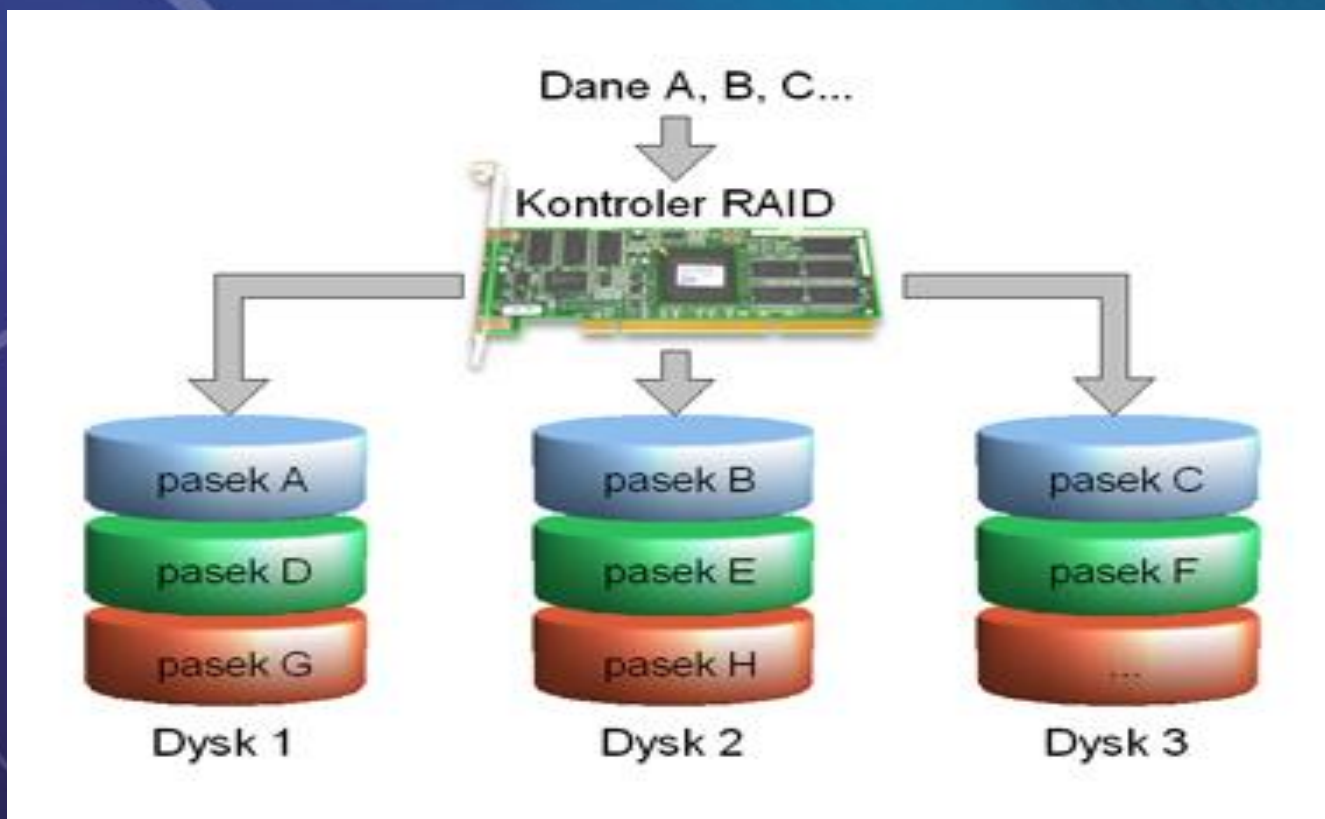 Dane A, B, C...
Kontroler RAID
pasek A
pasek B
pasek C
pasek D
pasek E
pasek F
pasek G
pasek H
...
Dysk 1
Dysk 2
Dysk 3